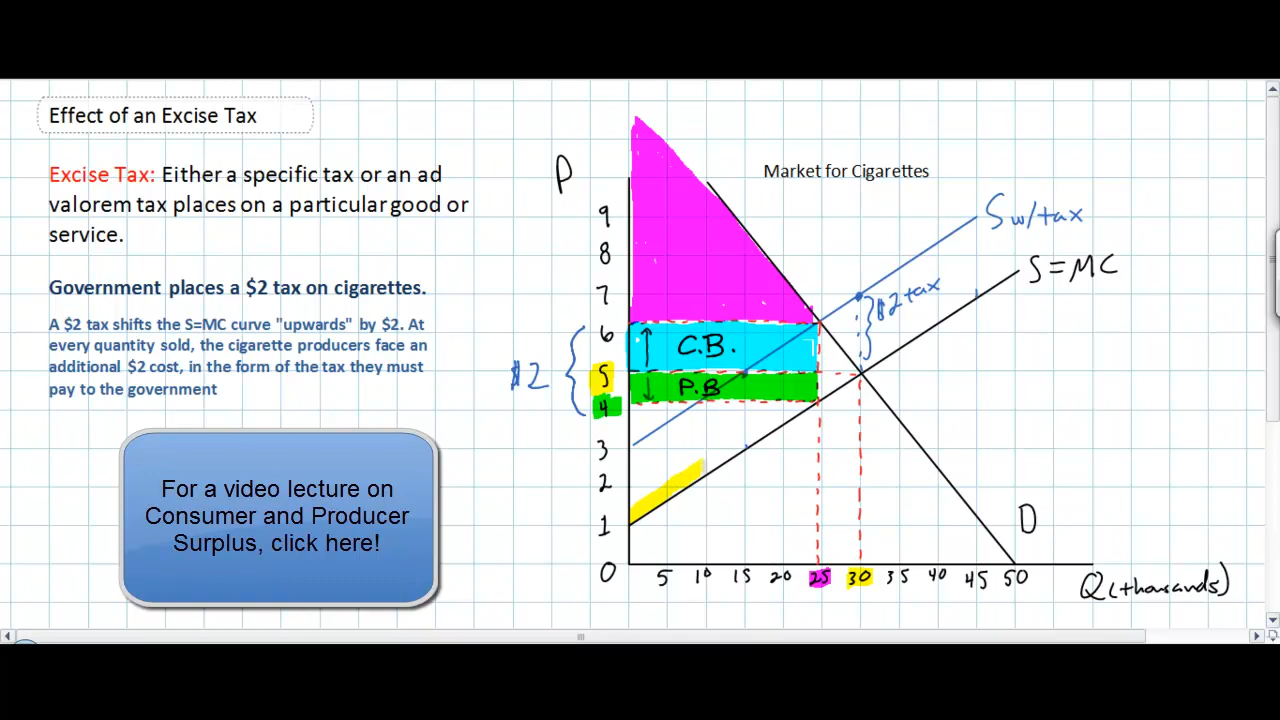 Effect of an Excise Tax
Excise Tax: Either a specific tax or an ad
valorem tax places on a particular good or
service.
Government places a $2 tax on cigarettes.
A $2 tax shifts the S=MC curve "upwards" by $2. At
every quantity sold, the cigarette producers face an
additional $2 cost, in the form of the tax they must
pay to the government
For a video lecture on
Consumer and Producer
Surplus, click here!
P
Market for Cigarettes
S w/tax
S=MC
$2 tax
9
8
7
6
5
4
3
2
1
0
$2
C.B.
P.B
D
5 10 15 20 25 30 35 40 45 50
Q (thousands)